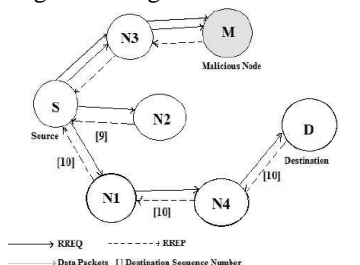 N3
M
Malicious Node
S
Source
N2
[9]
D
Destination
[10]
[10]
N1
[10]
N4
RREQ
RREP
Data Packets
[ ] Destination Sequence Number